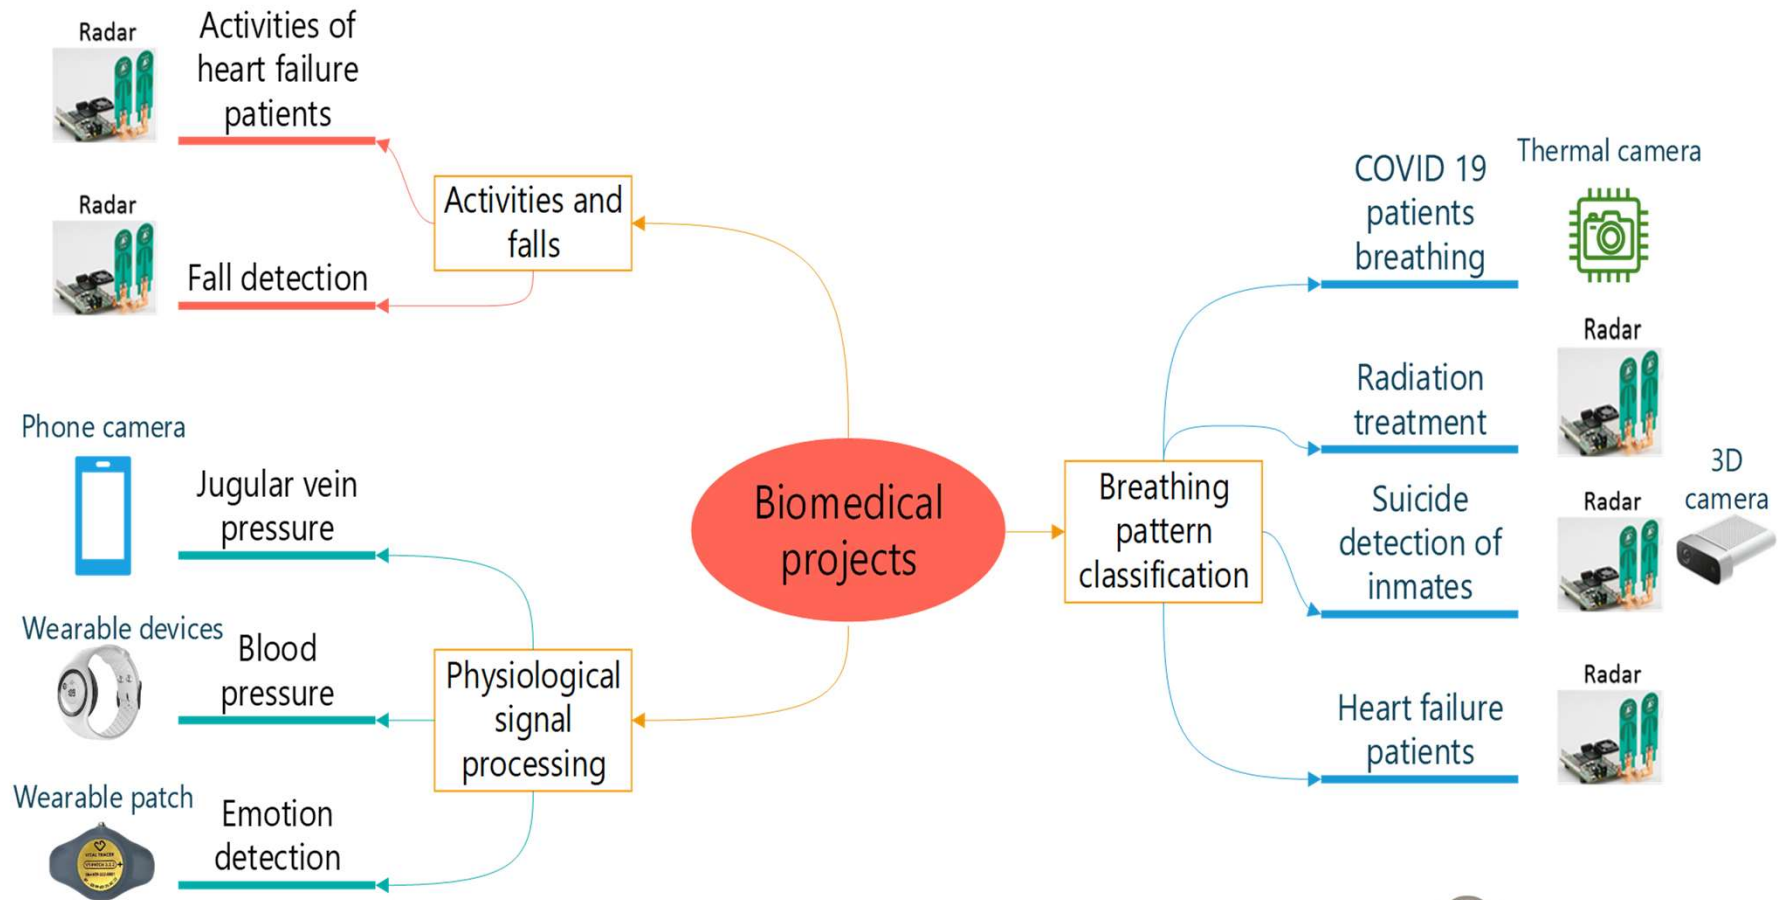 Radar
Activities of
heart failure
patients
Radar
Fall detection
Activities and
falls
Phone camera
Jugular vein
pressure
Wearable devices
Blood
pressure
Wearable patch
Emotion
detection
VITAL TRACER
Physiological
signal
processing
Biomedical
projects
Breathing
pattern
classification
COVID 19
patients
breathing
Thermal camera
Radiation
treatment
Radar
Suicide
detection of
inmates
Radar
3D
camera
Heart failure
patients
Radar